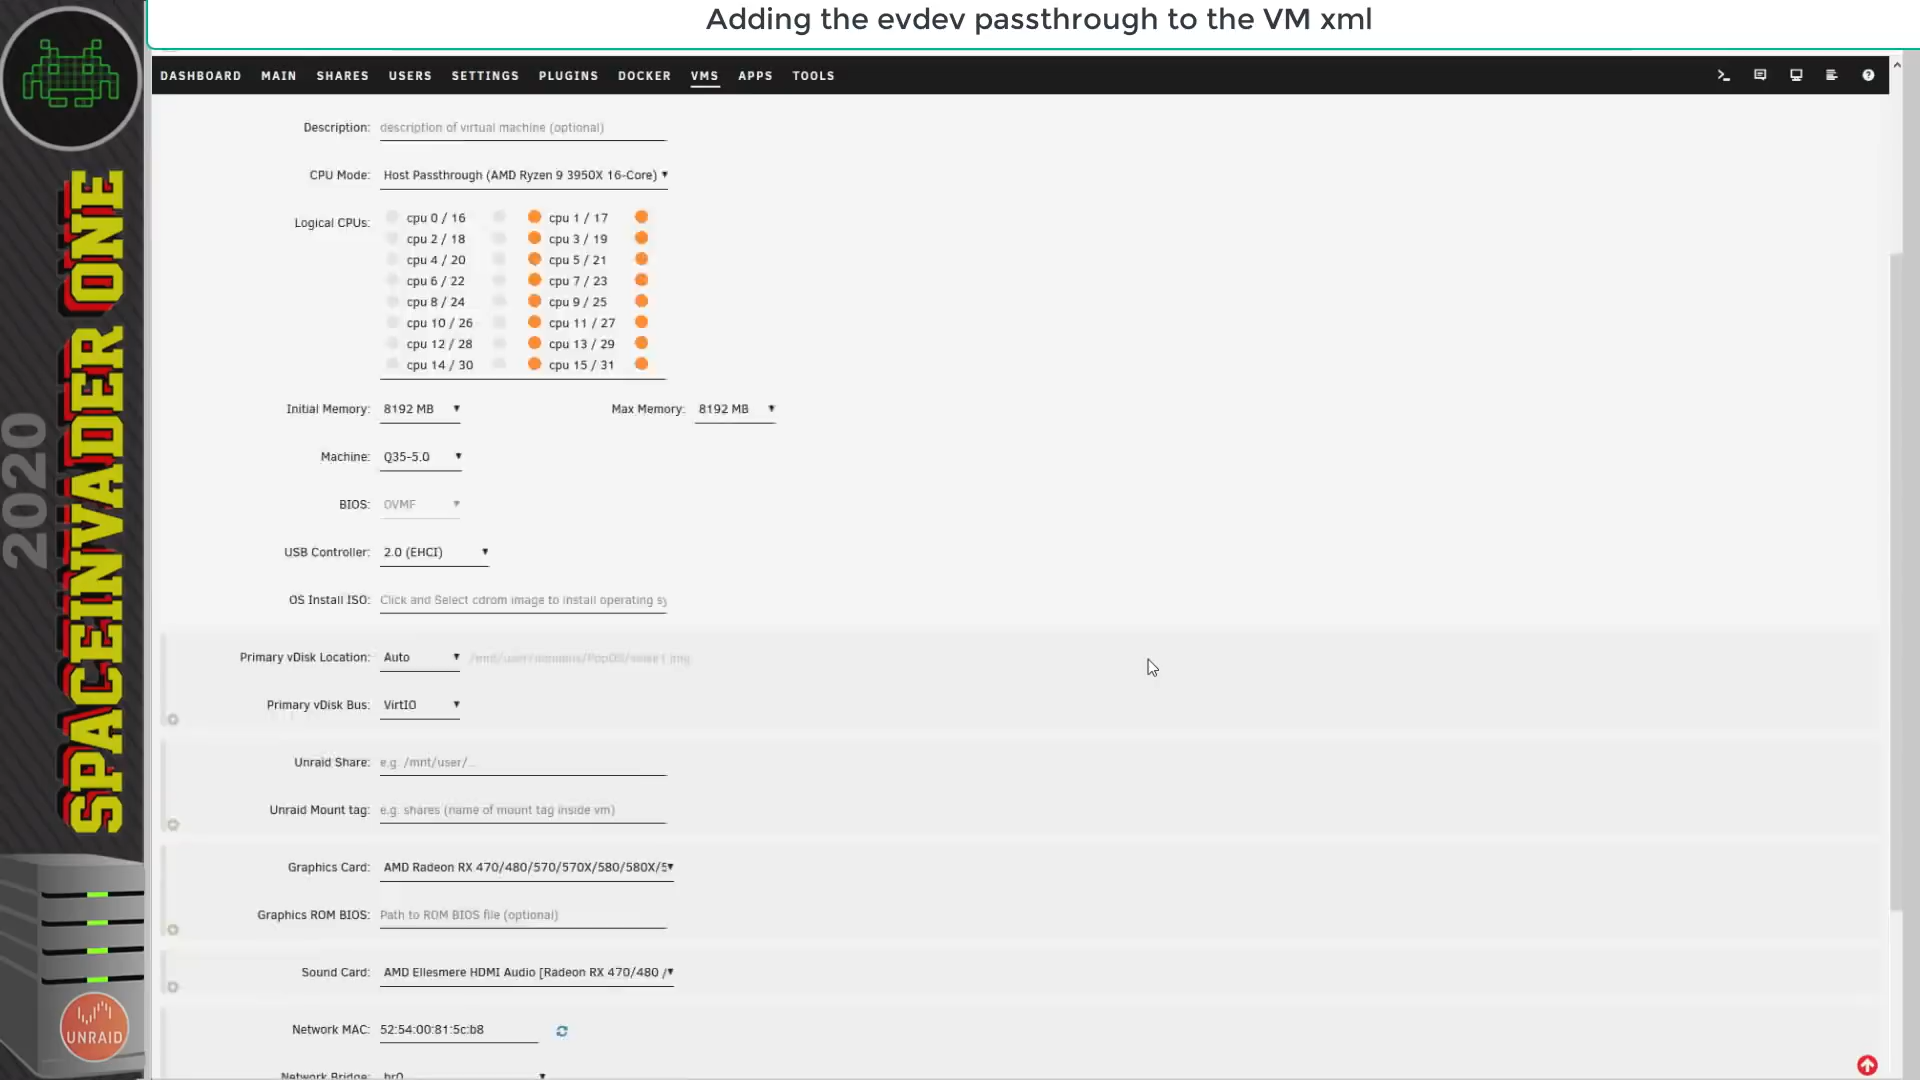 Adding the evdev passthrough to the VM xml
DASHBOARD MAIN SHARES USERS SETTINGS PLUGINS DOCKER VMS APPS TOOLS
Description: description of virtual machine (optional)
CPU Mode: Host Passthrough (AMD Ryzen 9 3950X 16-Core)
Logical CPUs: cpu 0 / 16 cpu 1 / 17
cpu 2 / 18 cpu 3 / 19
cpu 4 / 20 cpu 5 / 21
cpu 6 / 22 cpu 7 / 23
cpu 8 / 24 cpu 9 / 25
cpu 10 / 26 cpu 11 / 27
cpu 12 / 28 cpu 13 / 29
cpu 14 / 30 cpu 15 / 31
Initial Memory: 8192 MB Max Memory: 8192 MB
Machine: Q35-5.0
BIOS: OVMF
USB Controller: 2.0 (EHCI)
OS Install ISO: Click and Select cdrom image to install operating sy
Primary vDisk Location: Auto
Primary vDisk Bus: VirtIO
Unraid Share: e.g. /mnt/user/...
Unraid Mount tag: e.g. shares (name of mount tag inside vm)
Graphics Card: AMD Radeon RX 470/480/570/570X/580/580X/5
Graphics ROM BIOS: Path to ROM BIOS file (optional)
Sound Card: AMD Ellesmere HDMI Audio [Radeon RX 470/480 /
Network MAC: 52:54:00:81:5c:b8
Network Bridge: br0
2020
SPACEINVADER ONE
UNRAID